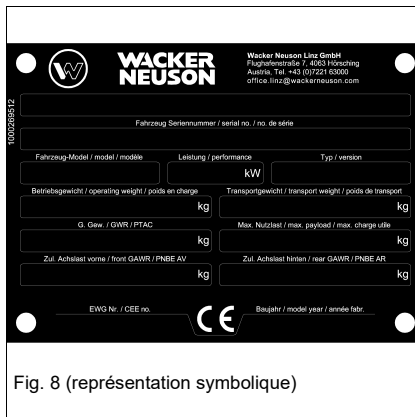 WACKER
NEUSON
Wacker Neuson Linz GmbH
Flughafenstraße 7, 4063 Hörsching
Austria, Tel. +43 (0)7221 63000
office.linz@wackerneuson.com
1000269512
Fahrzeug Seriennummer / serial no. / no. de série
Fahrzeug-Model / model / modèle Leistung / performance Typ / version
kW
Betriebsgewicht / operating weight / poids en charge Transportgewicht / transport weight / poids de transport
kg kg
G. Gew. / GWR / PTAC Max. Nutzlast / max. payload / max. charge utile
kg kg
Zul. Achslast vorne / front GAWR / PNBE AV Zul. Achslast hinten / rear GAWR / PNBE AR
kg kg
EWG Nr. / CEE no. CE Baujahr / model year / année fabr.
Fig. 8 (représentation symbolique)